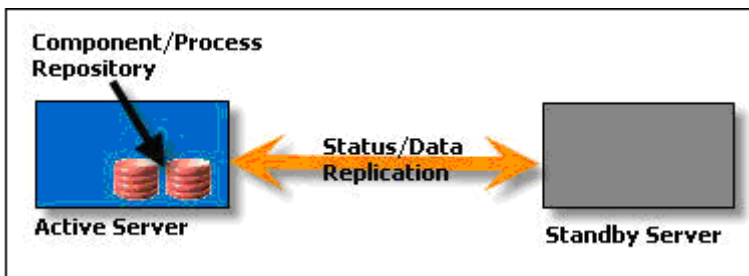 Component/Process
Repository
Status/Data
Replication
Active Server
Standby Server